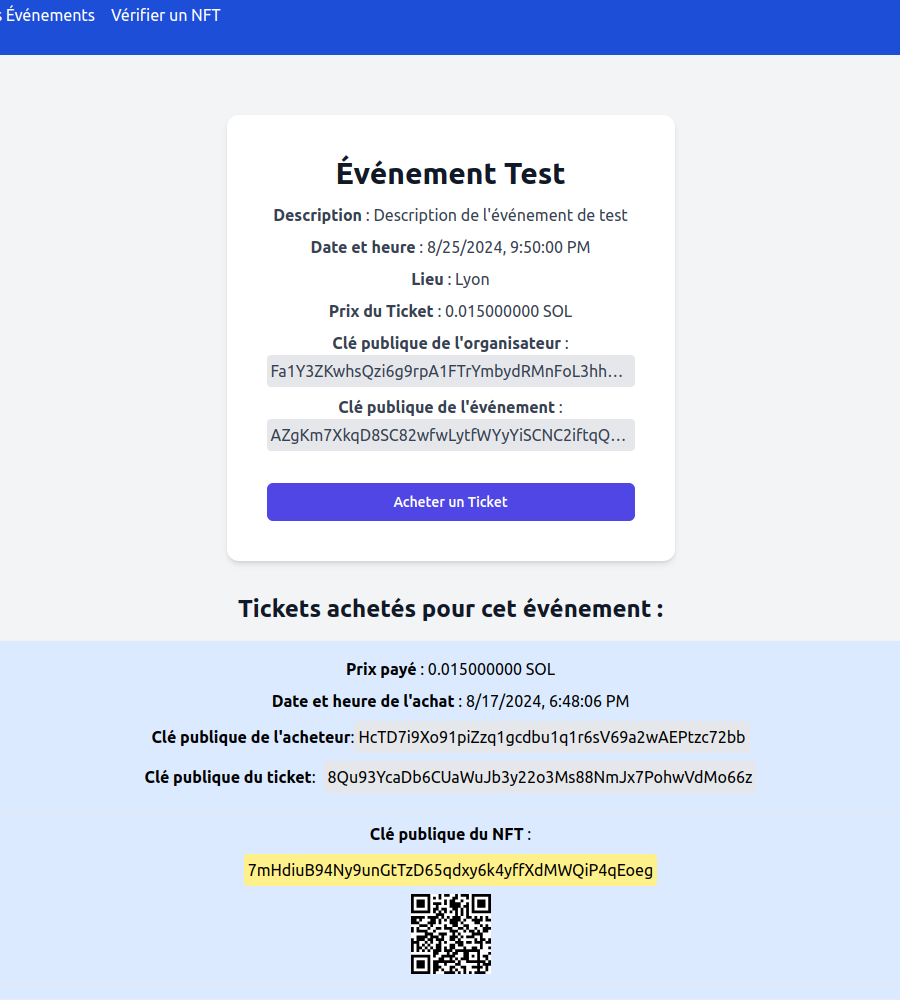 s Événements Vérifier un NFT
Événement Test
Description : Description de l'événement de test
Date et heure : 8/25/2024, 9:50:00 PM
Lieu : Lyon
Prix du Ticket : 0.015000000 SOL
Clé publique de l'organisateur :
Fa1Y3ZKwhsQzi6g9rpA1FTrYmbydRMnFoL3hh...
Clé publique de l'événement :
AZgKm7XkqD8SC82wfwLytfWYyYiSCNC2iftqQ...
Acheter un Ticket
Tickets achetés pour cet événement :
Prix payé : 0.015000000 SOL
Date et heure de l'achat : 8/17/2024, 6:48:06 PM
Clé publique de l'acheteur: HcTD7i9Xo91piZzq1gcdbu1q1r6sV69a2wAEPtzc72bb
Clé publique du ticket: 8Qu93YcaDb6CUaWuJb3y22o3Ms88NmJx7PohwVdMo66z
Clé publique du NFT :
7mHdiuB94Ny9unGtTzD65qdxy6k4yffXdMWQiP4qEoeg